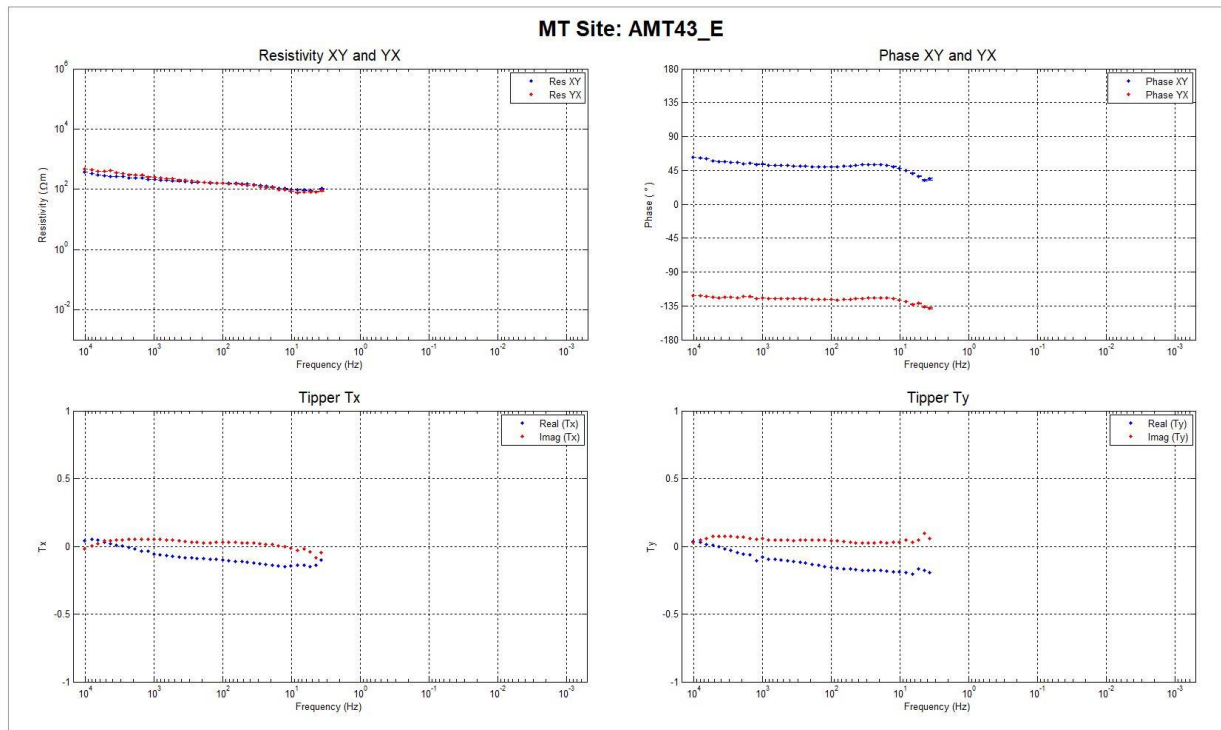 MT Site: AMT43_E
Resistivity XY and YX
Resistivity (Ωm)
10^6
10^4
10^2
10^0
10^-2
Res XY
Res YX
10^4 10^3 10^2 10^1 10^0 10^-1 10^-2 10^-3
Frequency (Hz)
Phase XY and YX
Phase (°)
180
135
90
45
0
-45
-90
-135
-180
Phase XY
Phase YX
10^4 10^3 10^2 10^1 10^0 10^-1 10^-2 10^-3
Frequency (Hz)
Tipper Tx
Tx
1
0.5
0
-0.5
-1
Real (Tx)
Imag (Tx)
10^4 10^3 10^2 10^1 10^0 10^-1 10^-2 10^-3
Frequency (Hz)
Tipper Ty
Ty
1
0.5
0
-0.5
-1
Real (Ty)
Imag (Ty)
10^4 10^3 10^2 10^1 10^0 10^-1 10^-2 10^-3
Frequency (Hz)